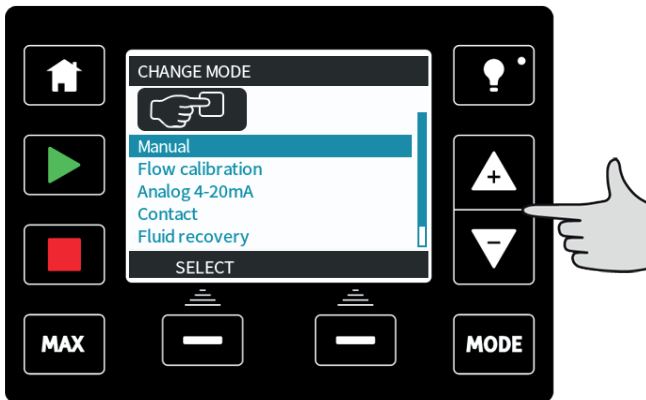 CHANGE MODE
Manual
Flow calibration
Analog 4-20mA
Contact
Fluid recovery
SELECT
+
−
MAX
MODE